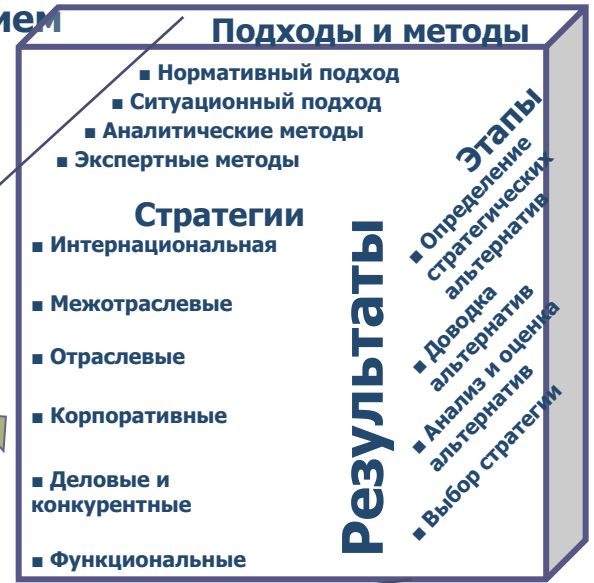 ием
Подходы и методы
▪ Нормативный подход
▪ Ситуационный подход
▪ Аналитические методы
▪ Экспертные методы
Стратегии
▪ Интернациональная
▪ Межотраслевые
▪ Отраслевые
▪ Корпоративные
▪ Деловые и
конкурентные
▪ Функциональные
Результаты
Этапы
▪ Определение
стратегических
альтернатив
▪ Доводка
альтернатив
▪ Анализ и оценка
альтернатив
▪ Выбор стратегии